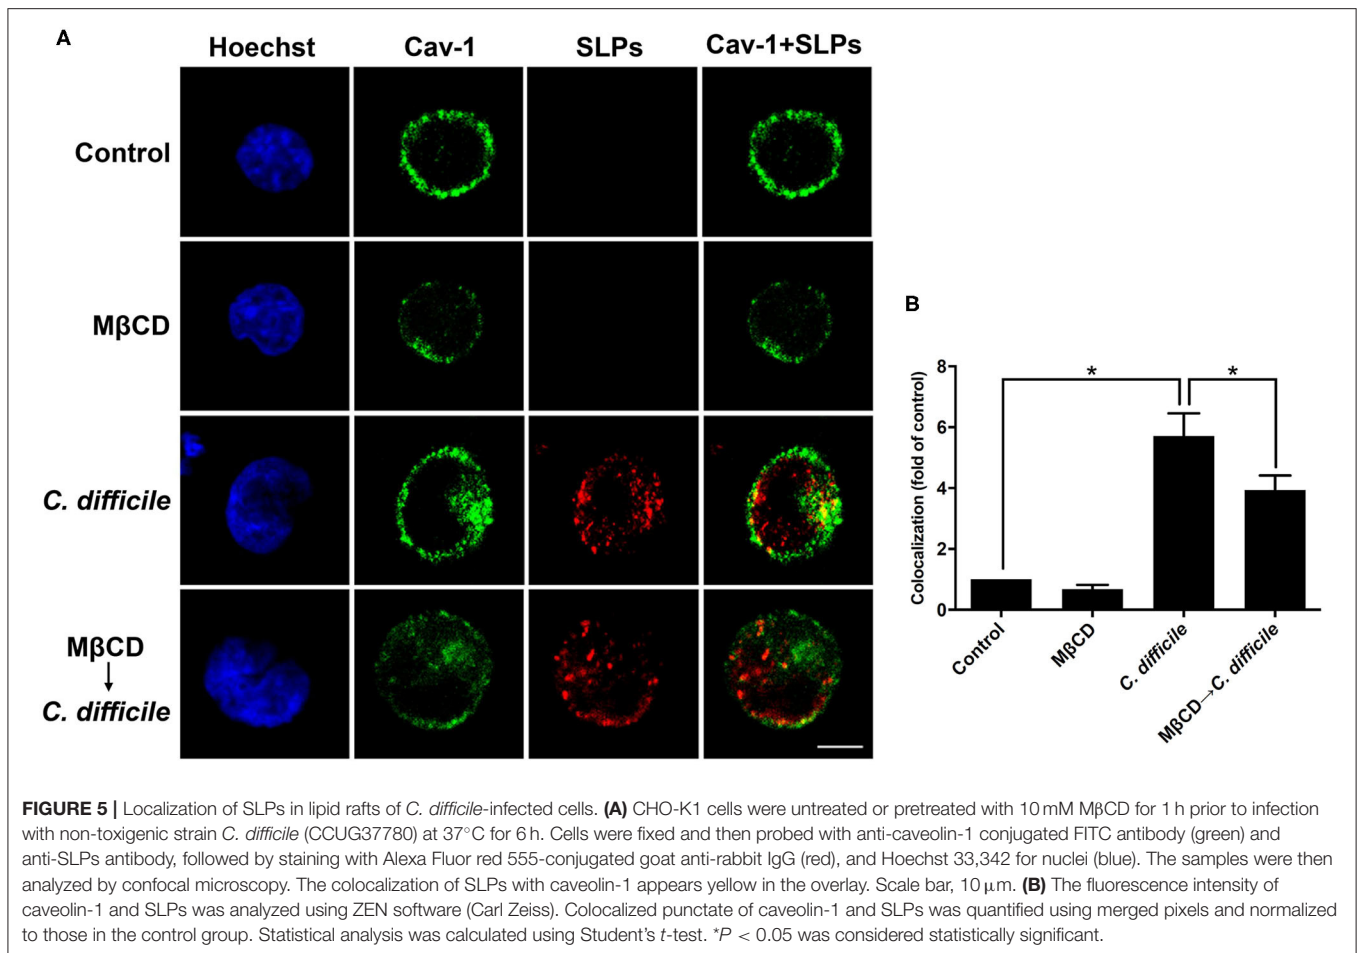 A
Hoechst Cav-1 SLPs Cav-1+SLPs
Control
MβCD
C. difficile
MβCD
↓
C. difficile
B
Colocalization (fold of control)
8
6
4
2
0
* *
Control MβCD C. difficile MβCD→C. difficile
FIGURE 5 | Localization of SLPs in lipid rafts of C. difficile-infected cells. (A) CHO-K1 cells were untreated or pretreated with 10 mM MβCD for 1 h prior to infection
with non-toxigenic strain C. difficile (CCUG37780) at 37°C for 6 h. Cells were fixed and then probed with anti-caveolin-1 conjugated FITC antibody (green) and
anti-SLPs antibody, followed by staining with Alexa Fluor red 555-conjugated goat anti-rabbit IgG (red), and Hoechst 33,342 for nuclei (blue). The samples were then
analyzed by confocal microscopy. The colocalization of SLPs with caveolin-1 appears yellow in the overlay. Scale bar, 10 μm. (B) The fluorescence intensity of
caveolin-1 and SLPs was analyzed using ZEN software (Carl Zeiss). Colocalized punctate of caveolin-1 and SLPs was quantified using merged pixels and normalized
to those in the control group. Statistical analysis was calculated using Student's t-test. *P < 0.05 was considered statistically significant.